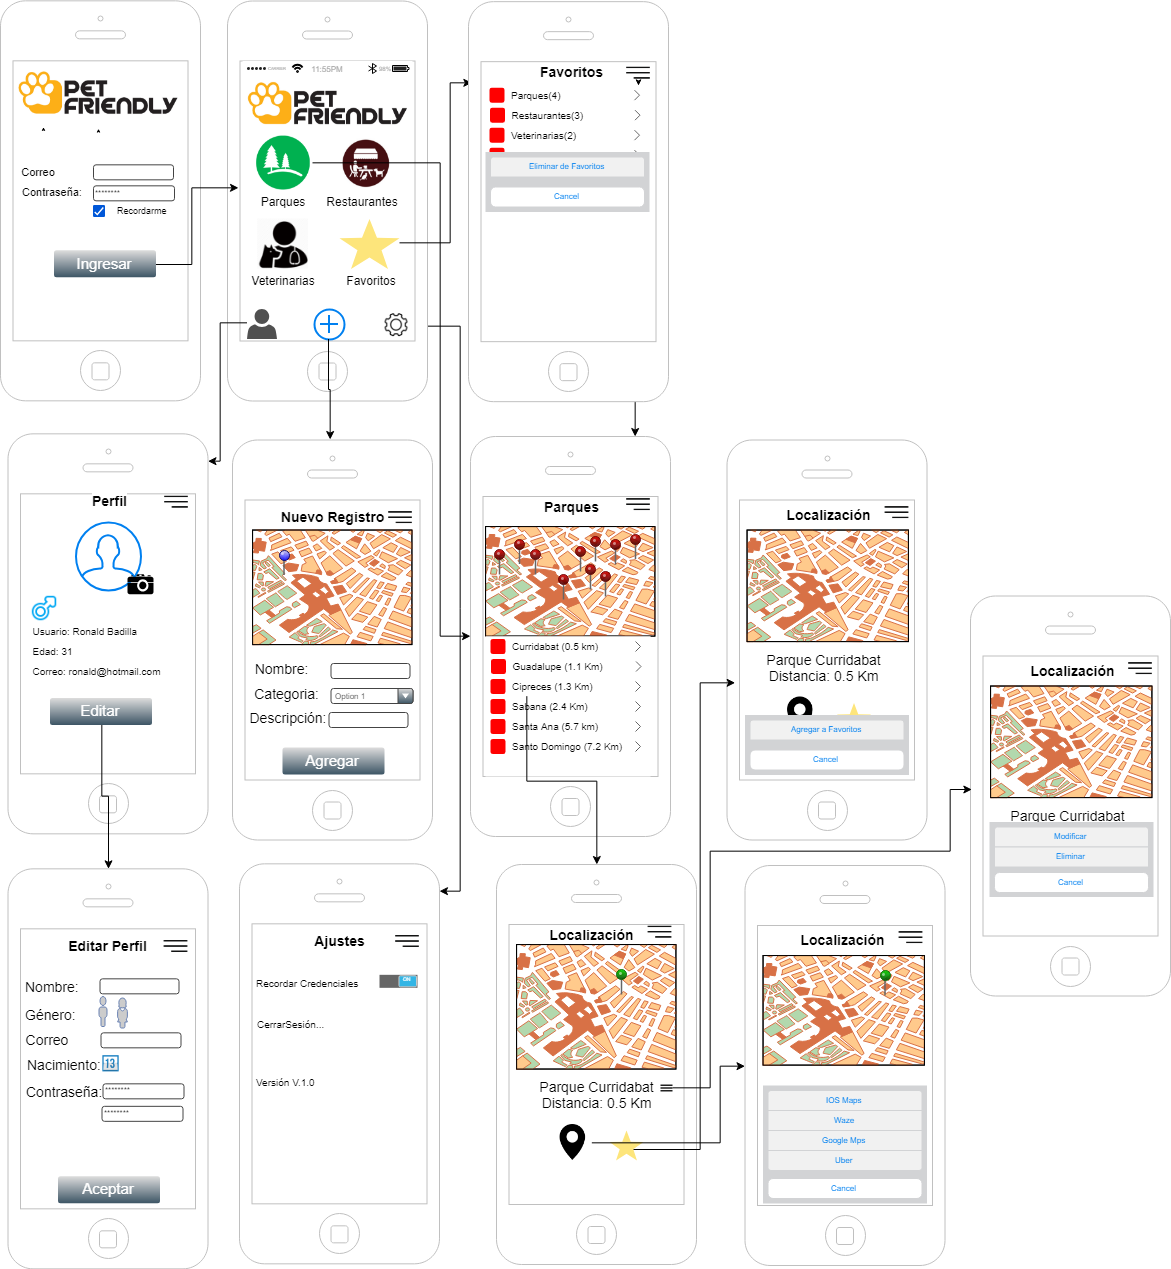 PET
FRIENDLY
Correo
Contraseña:
********
Recordarme
Ingresar
11:55PM
98%
PET
FRIENDLY
Parques
Restaurantes
Veterinarias
Favoritos
Favoritos
Parques(4)
Restaurantes(3)
Veterinarias(2)
Eliminar de Favoritos
Cancel
Perfil
Usuario: Ronald Badilla
Edad: 31
Correo: ronald@hotmail.com
Editar
Nuevo Registro
Nombre:
Categoria:
Option 1
Descripción:
Agregar
Parques
Curridabat (0.5 km)
Guadalupe (1.1 Km)
Cipreces (1.3 Km)
Sabana (2.4 Km)
Santa Ana (5.7 km)
Santo Domingo (7.2 Km)
Localización
Parque Curridabat
Distancia: 0.5 Km
Agregar a Favoritos
Cancel
Localización
Parque Curridabat
Modificar
Eliminar
Cancel
Editar Perfil
Nombre:
Género:
Correo
Nacimiento:
13
Contraseña:
********
********
Aceptar
Ajustes
Recordar Credenciales
ON
CerrarSesión...
Versión V.1.0
Localización
Parque Curridabat
Distancia: 0.5 Km
Localización
IOS Maps
Waze
Google Mps
Uber
Cancel